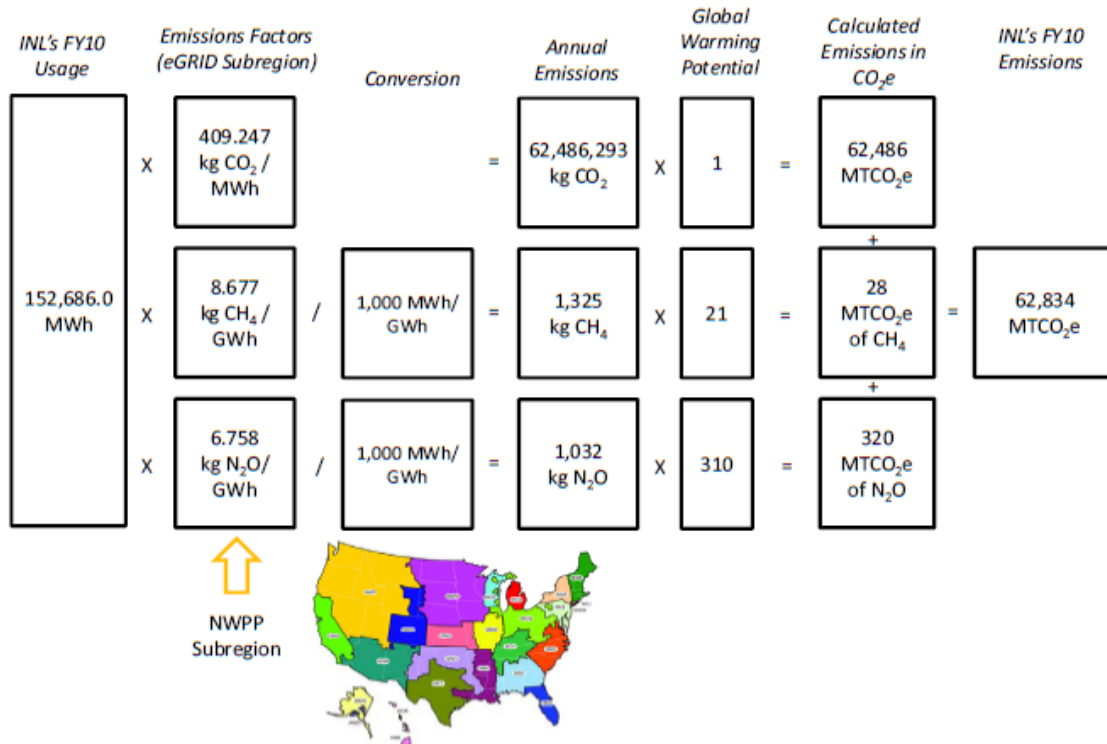 INL's FY10
Usage
Emissions Factors
(eGRID Subregion)
Conversion
Annual
Emissions
Global
Warming
Potential
Calculated
Emissions in
CO₂e
INL's FY10
Emissions
152,686.0
MWh
X
409.247
kg CO₂ /
MWh
=
62,486,293
kg CO₂
X
1
=
62,486
MTCO₂e
+
X
8.677
kg CH₄ /
GWh
/
1,000 MWh/
GWh
=
1,325
kg CH₄
X
21
=
28
MTCO₂e
of CH₄
=
62,834
MTCO₂e
+
X
6.758
kg N₂O/
GWh
/
1,000 MWh/
GWh
=
1,032
kg N₂O
X
310
=
320
MTCO₂e
of N₂O
NWPP
Subregion